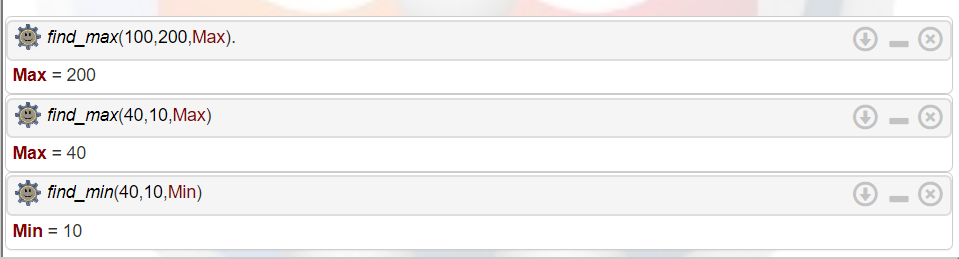 find_max(100,200,Max).
Max = 200
find_max(40,10,Max)
Max = 40
find_min(40,10,Min)
Min = 10